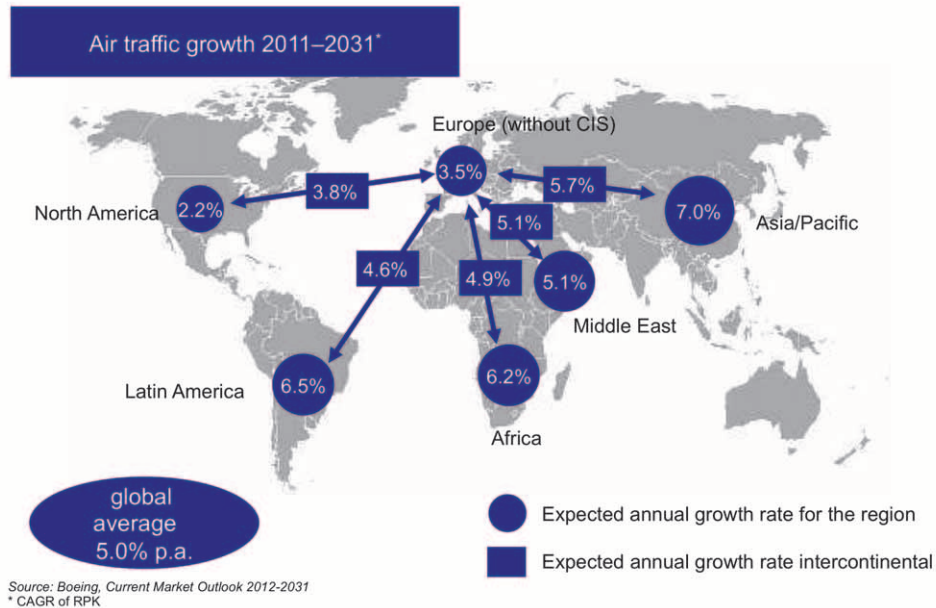 Air traffic growth 2011–2031*
Europe (without CIS)
3.5%
3.8%
5.7%
North America
2.2%
7.0%
Asia/Pacific
5.1%
4.6%
4.9%
5.1%
Middle East
Latin America
6.5%
6.2%
Africa
global
average
5.0% p.a.
Expected annual growth rate for the region
Expected annual growth rate intercontinental
Source: Boeing, Current Market Outlook 2012-2031
* CAGR of RPK